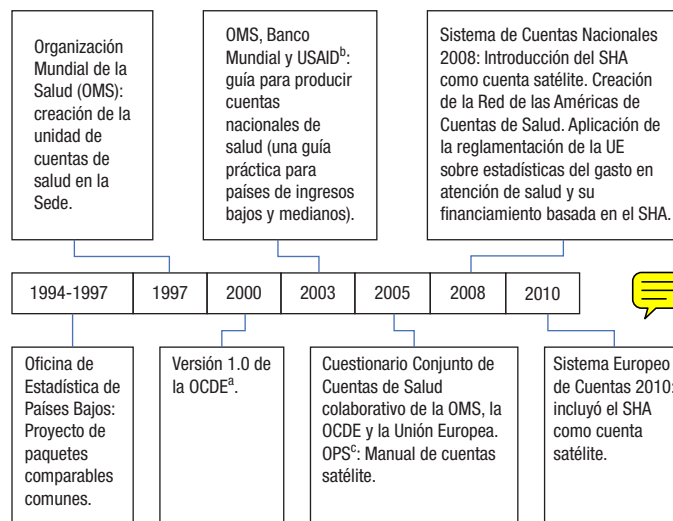 Organización
Mundial de la
Salud (OMS):
creación de la
unidad de
cuentas de
salud en la
Sede.
OMS, Banco
Mundial y USAIDᵇ:
guía para producir
cuentas
nacionales de
salud (una guía
práctica para
países de ingresos
bajos y medianos).
Sistema de Cuentas Nacionales
2008: Introducción del SHA
como cuenta satélite. Creación
de la Red de las Américas de
Cuentas de Salud. Aplicación de
la reglamentación de la UE
sobre estadísticas del gasto en
atención de salud y su
financiamiento basada en el SHA.
1994-1997 1997 2000 2003 2005 2008 2010
Oficina de
Estadística de
Países Bajos:
Proyecto de
paquetes
comparables
comunes.
Versión 1.0 de
la OCDEᵃ.
Cuestionario Conjunto de
Cuentas de Salud
colaborativo de la OMS, la
OCDE y la Unión Europea.
OPSᶜ: Manual de cuentas
satélite.
Sistema Europeo
de Cuentas 2010:
incluyó el SHA
como cuenta
satélite.